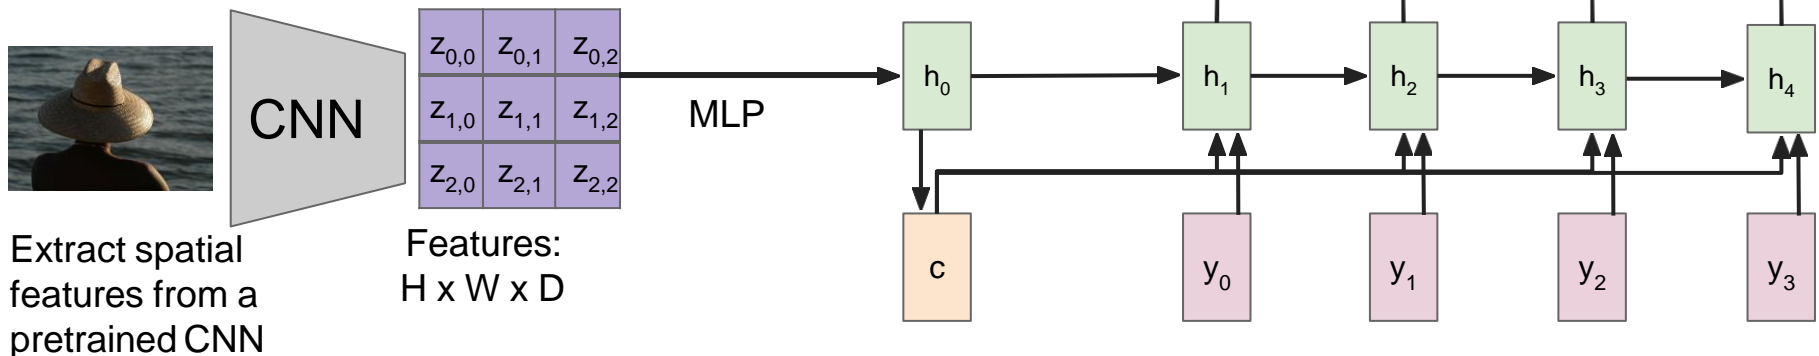 z0,0 z0,1 z0,2
CNN
z1,0 z1,1 z1,2
z2,0 z2,1 z2,2
MLP
h0 h1 h2 h3 h4
Extract spatial
features from a
pretrained CNN
Features:
H x W x D
c y0 y1 y2 y3